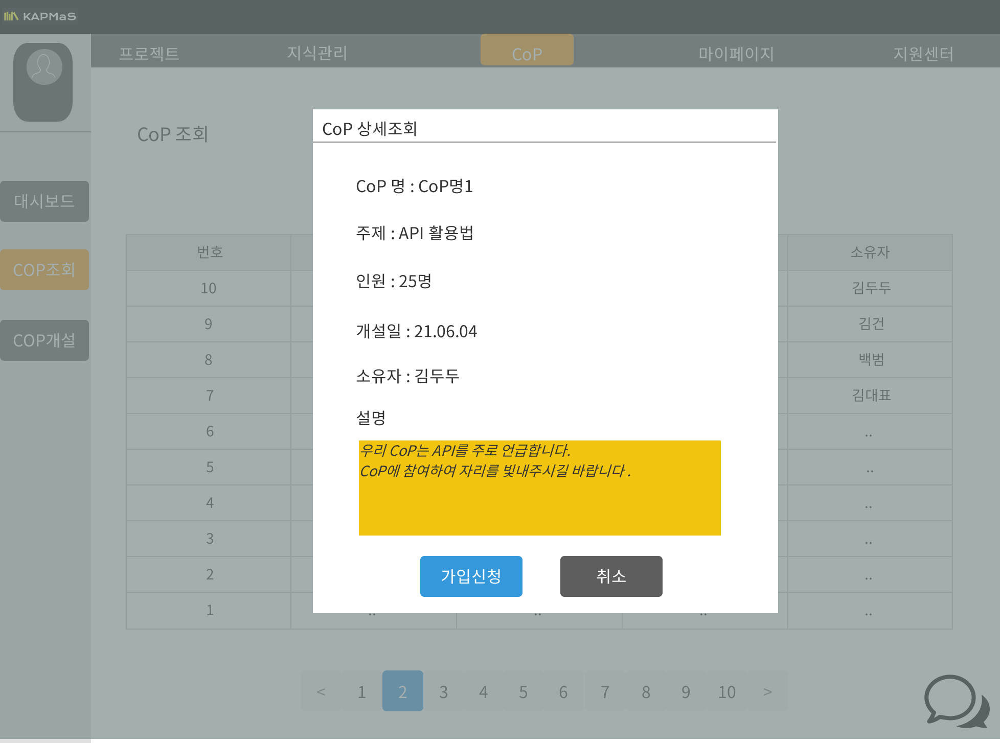 KAPMaS
프로젝트 지식관리 CoP 마이페이지 지원센터
CoP 조회
대시보드
COP조회
COP개설
CoP 상세조회
CoP 명 : CoP명1
주제 : API 활용법
인원 : 25명
개설일 : 21.06.04
소유자 : 김두두
설명
우리 CoP는 API를 주로 언급합니다.
CoP에 참여하여 자리를 빛내주시길 바랍니다 .
가입신청 취소
번호 소유자
10 김두두
9 김건
8 백범
7 김대표
6 ..
5 ..
4 ..
3 ..
2 ..
1 .. .. .. ..
< 1 2 3 4 5 6 7 8 9 10 >